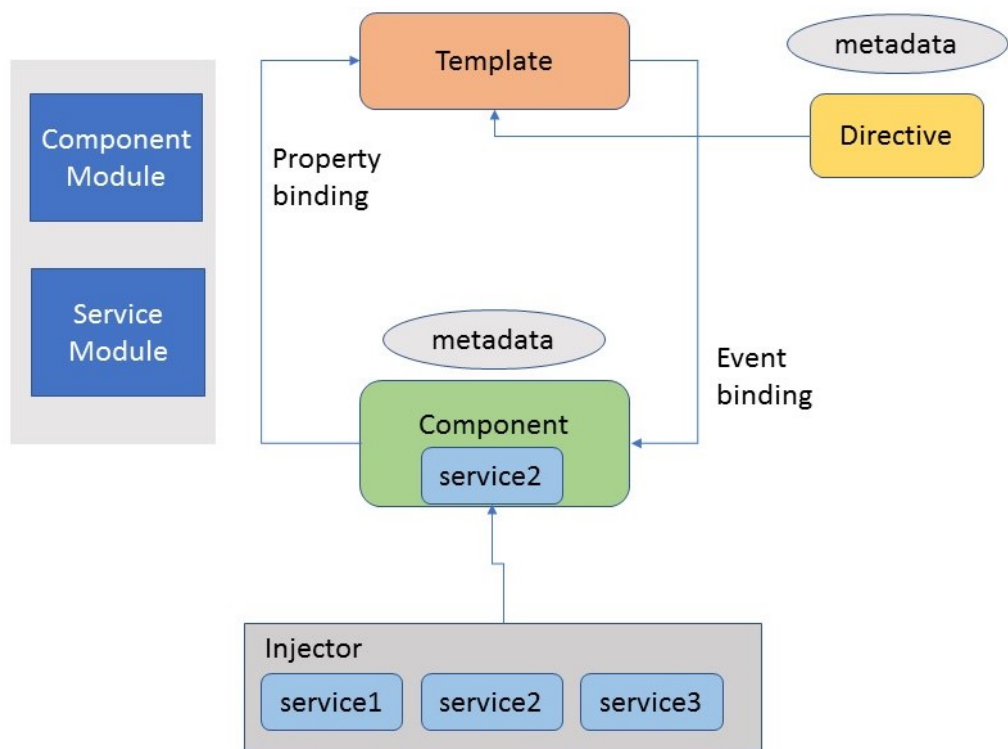 Template
metadata
Directive
Component
Module
Service
Module
Property
binding
Event
binding
metadata
Component
service2
Injector
service1
service2
service3